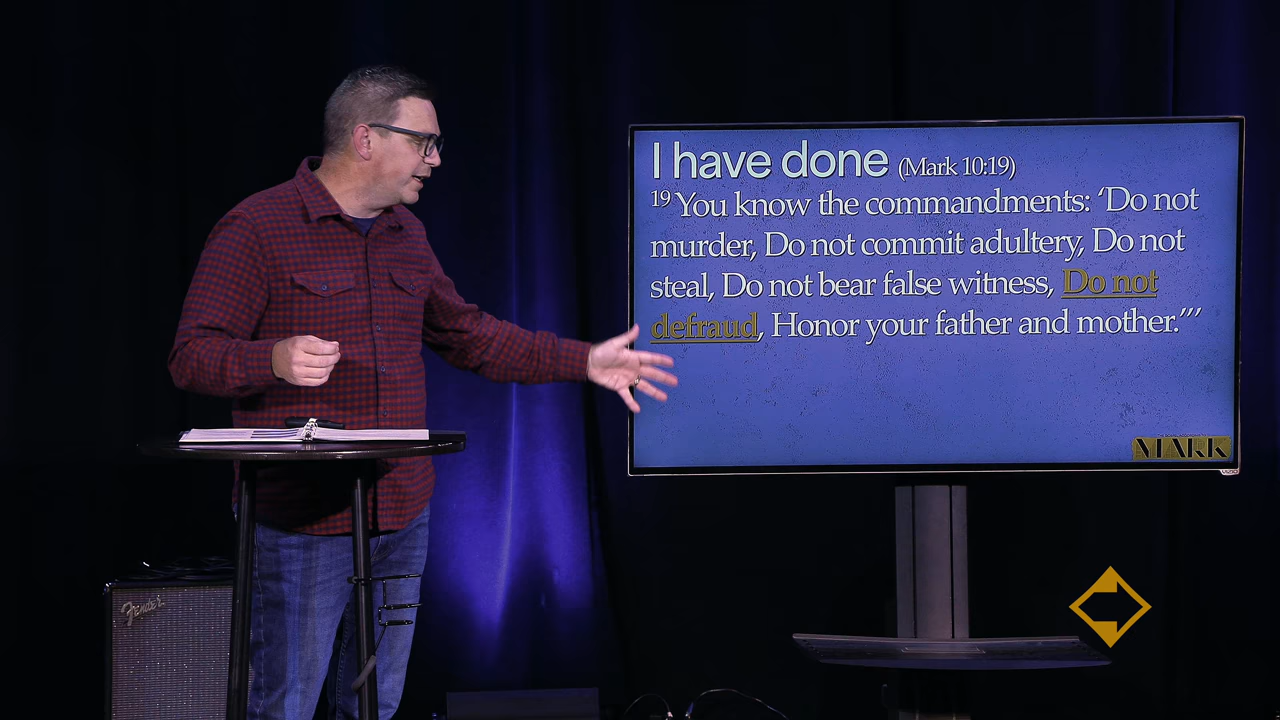 I have done (Mark 10:19)
19 You know the commandments: ‘Do not
murder, Do not commit adultery, Do not
steal, Do not bear false witness, Do not
defraud, Honor your father and mother.”’
MARK
Fender